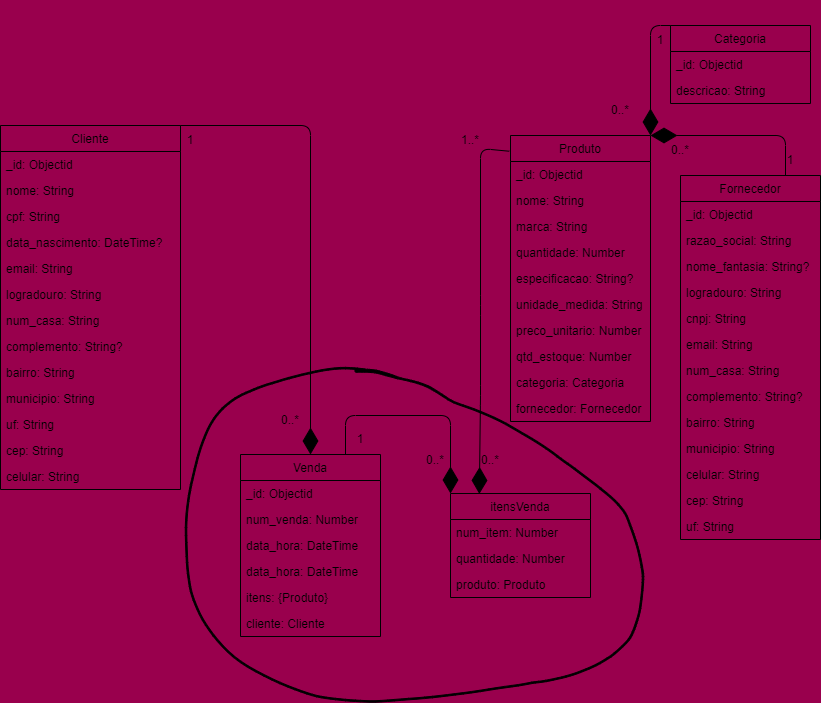 Categoria
_id: Objectid
descricao: String
1
0..*
0..*
1
Cliente
_id: Objectid
nome: String
cpf: String
data_nascimento: DateTime?
email: String
logradouro: String
num_casa: String
complemento: String?
bairro: String
municipio: String
uf: String
cep: String
celular: String
1
0..*
1..*
Produto
_id: Objectid
nome: String
marca: String
quantidade: Number
especificacao: String?
unidade_medida: String
preco_unitario: Number
qtd_estoque: Number
categoria: Categoria
fornecedor: Fornecedor
Fornecedor
_id: Objectid
razao_social: String
nome_fantasia: String?
logradouro: String
cnpj: String
email: String
num_casa: String
complemento: String?
bairro: String
municipio: String
celular: String
cep: String
uf: String
1
0..*
0..*
Venda
_id: Objectid
num_venda: Number
data_hora: DateTime
data_hora: DateTime
itens: {Produto}
cliente: Cliente
itensVenda
num_item: Number
quantidade: Number
produto: Produto